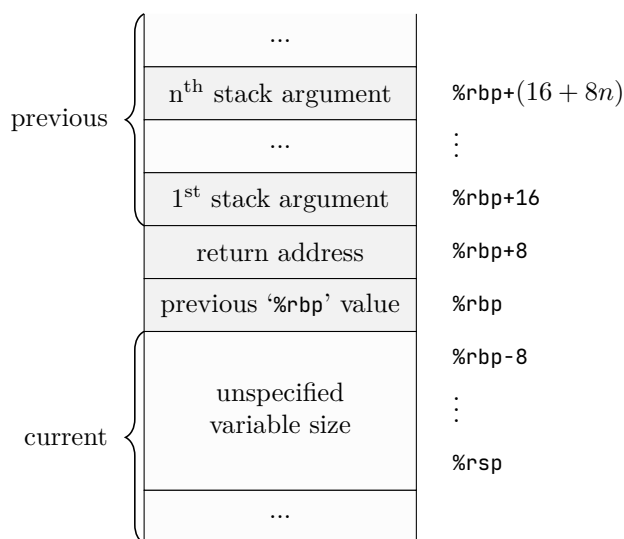 ...
nth stack argument %rbp+(16 + 8n)
previous
... ⋮
1st stack argument %rbp+16
return address %rbp+8
previous ‘%rbp’ value %rbp
%rbp-8
unspecified
variable size ⋮
current
%rsp
...